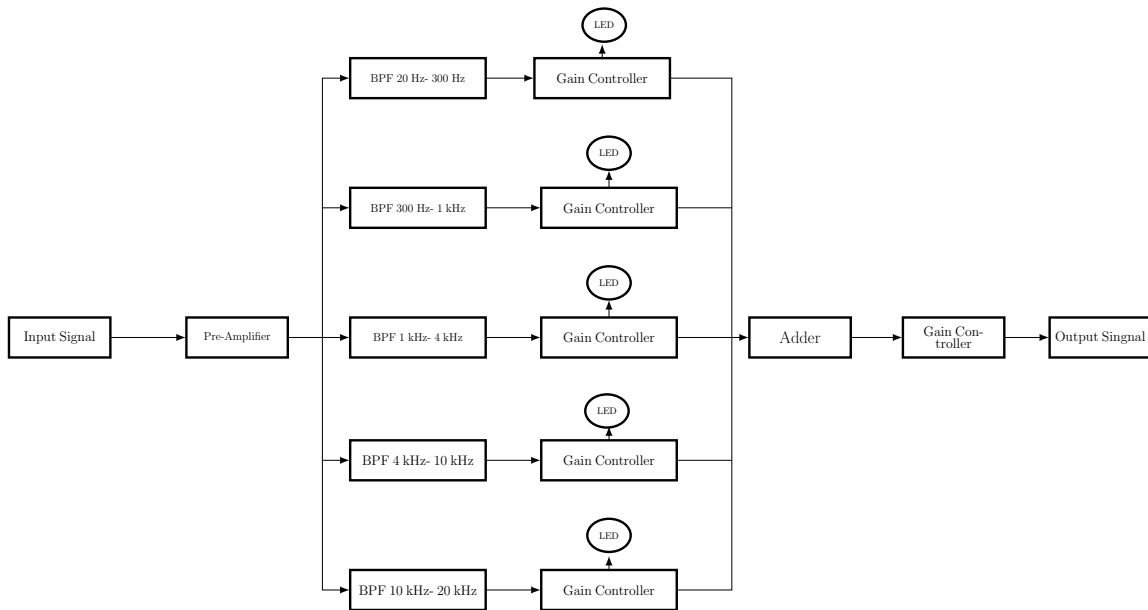 LED
BPF 20 Hz- 300 Hz
Gain Controller
LED
BPF 300 Hz- 1 kHz
Gain Controller
LED
Input Signal
Pre-Amplifier
BPF 1 kHz- 4 kHz
Gain Controller
Adder
Gain Con-
troller
Output Singnal
LED
BPF 4 kHz- 10 kHz
Gain Controller
LED
BPF 10 kHz- 20 kHz
Gain Controller